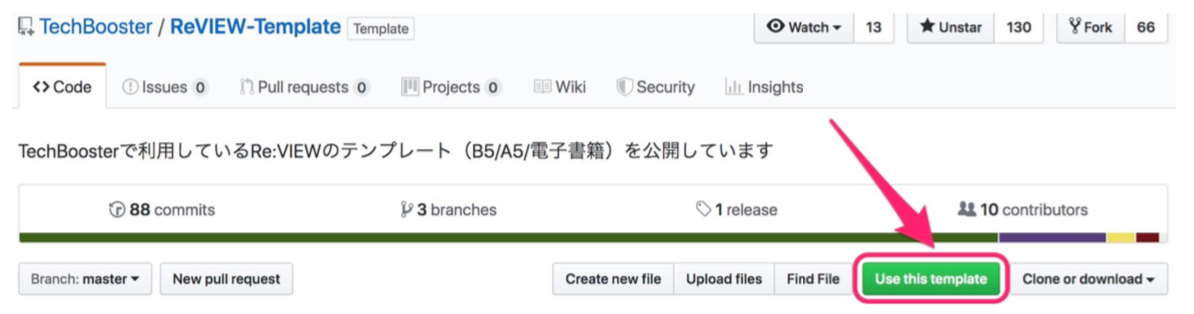 TechBooster / ReVIEW-Template Template Watch 13 Unstar 130 Fork 66
Code Issues 0 Pull requests 0 Projects 0 Wiki Security Insights
TechBoosterで利用しているRe:VIEWのテンプレート（B5/A5/電子書籍）を公開しています
88 commits 3 branches 1 release 10 contributors
Branch: master New pull request Create new file Upload files Find File Use this template Clone or download